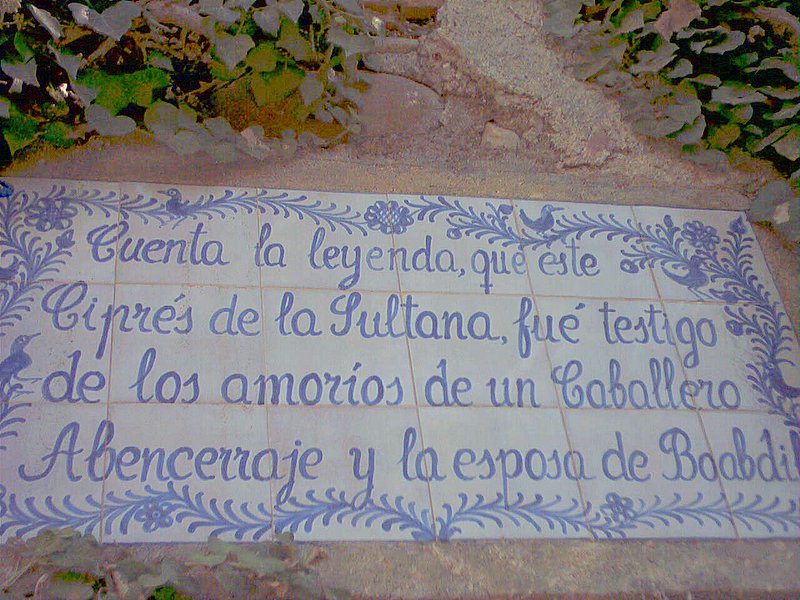 Cuenta la leyenda, que este
Ciprés de la Sultana, fué testigo
de los amoríos de un Caballero
Abencerraje y la esposa de Boabdil